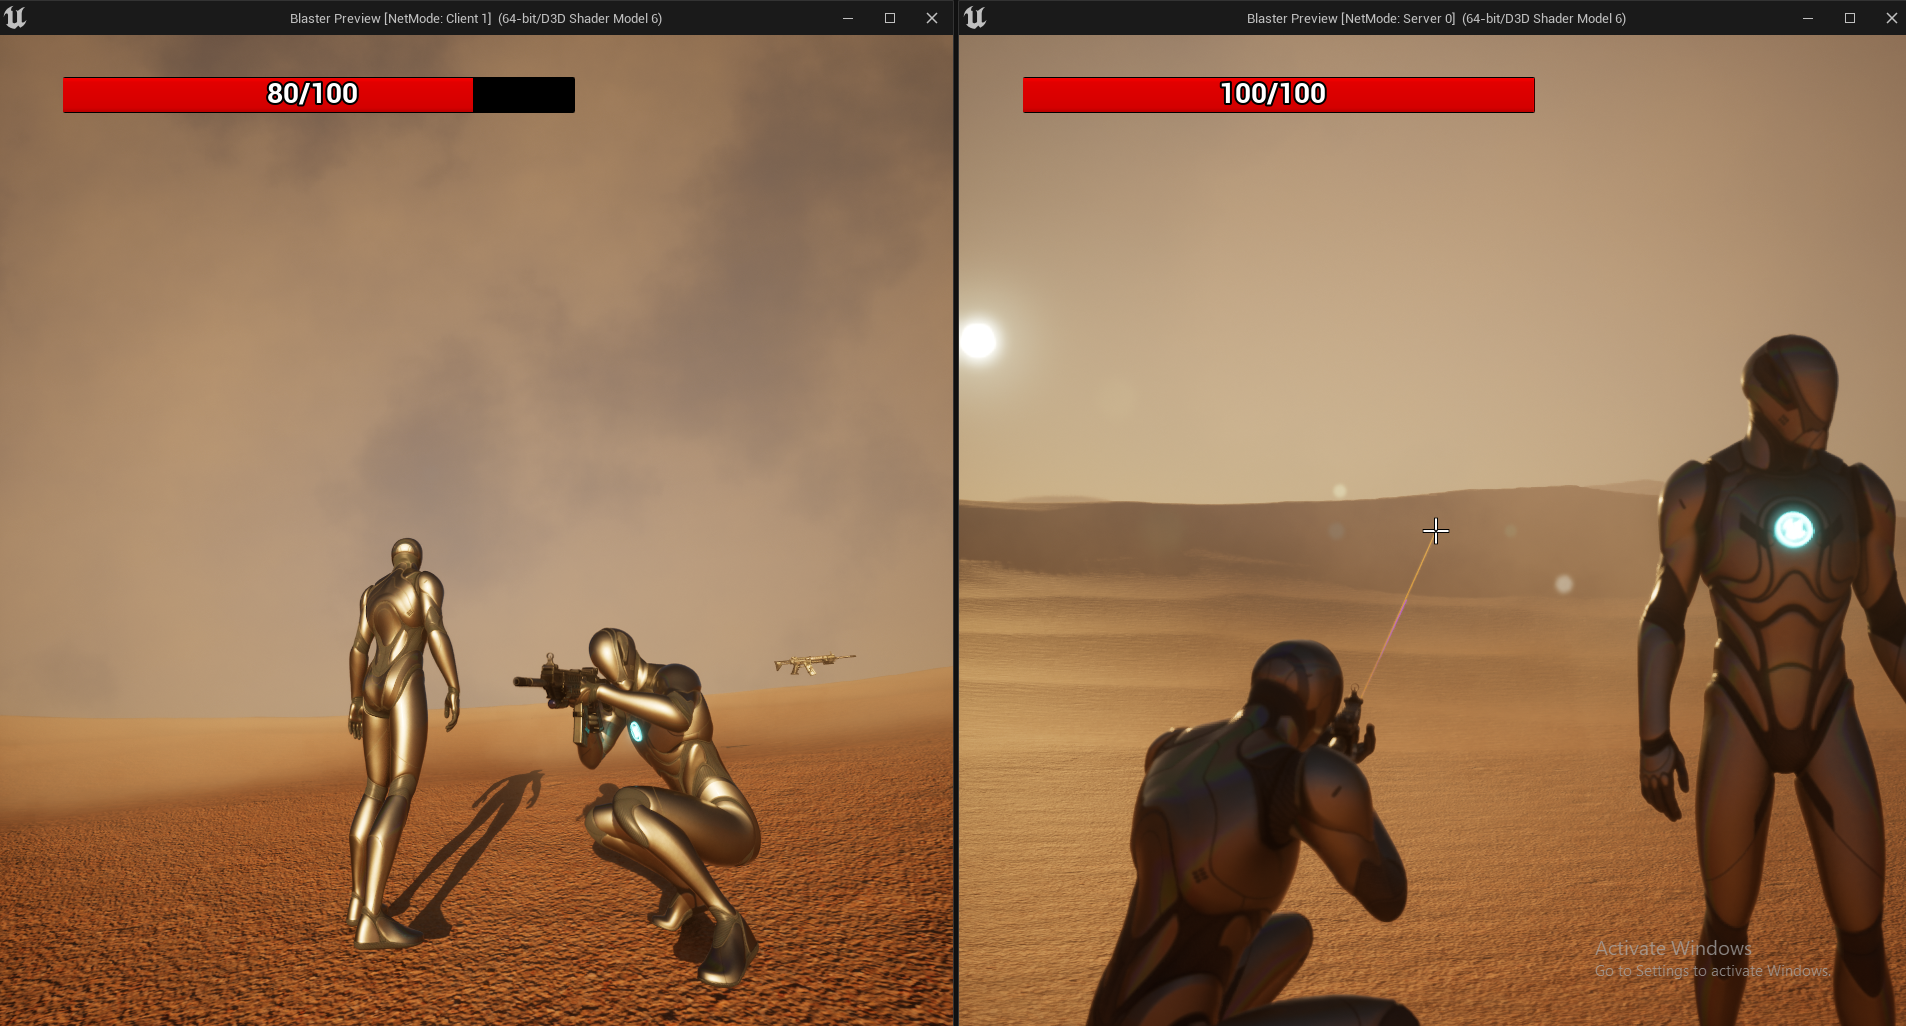 Blaster Preview [NetMode: Client 1]  (64-bit/D3D Shader Model 6)
80/100
Blaster Preview [NetMode: Server 0]  (64-bit/D3D Shader Model 6)
100/100
Activate Windows
Go to Settings to activate Windows.